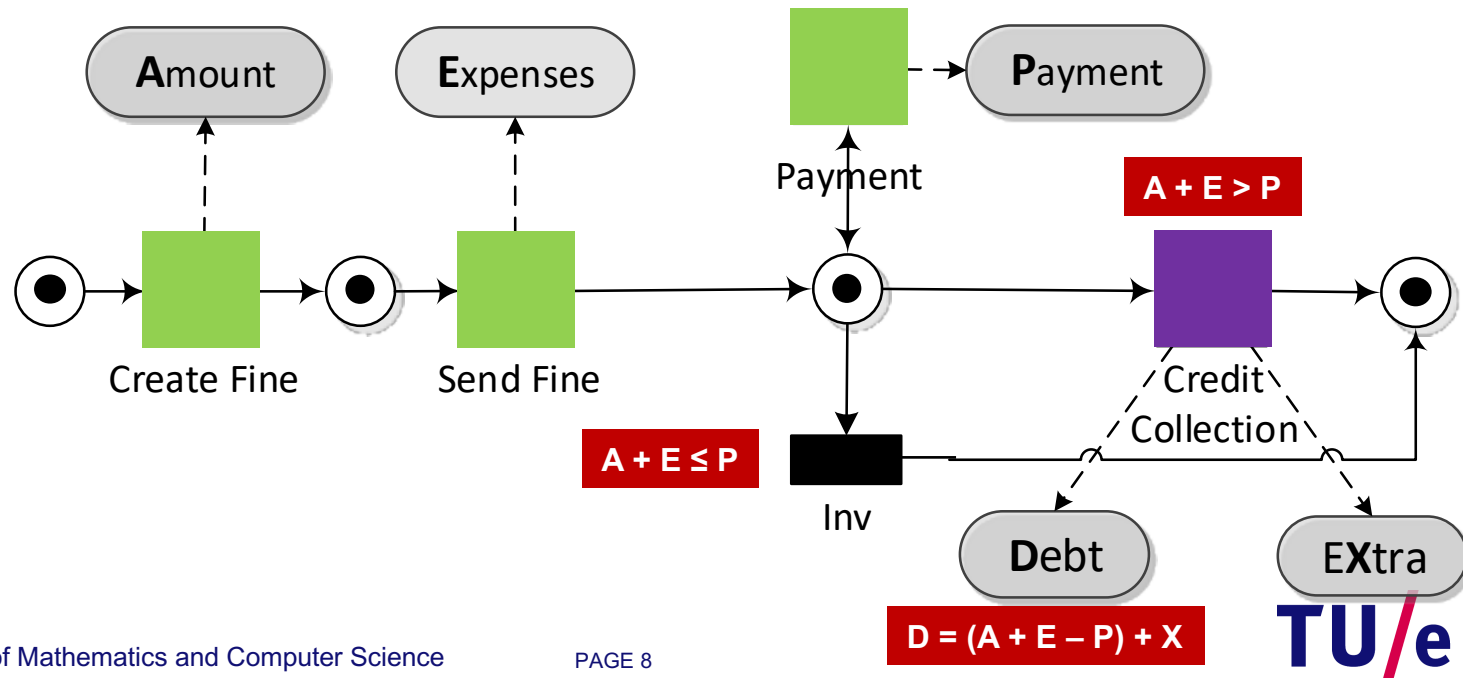 Amount
Expenses
Payment
Payment
A + E > P
Create Fine
Send Fine
Credit
Collection
A + E ≤ P
Inv
Debt
EXtra
D = (A + E – P) + X
of Mathematics and Computer Science
PAGE 8
TU/e